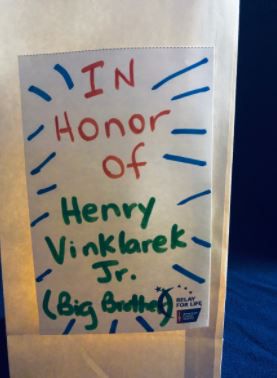 IN
Honor
of
Henry
Vinklarek
Jr.
(Big Brother)
RELAY
FOR LIFE